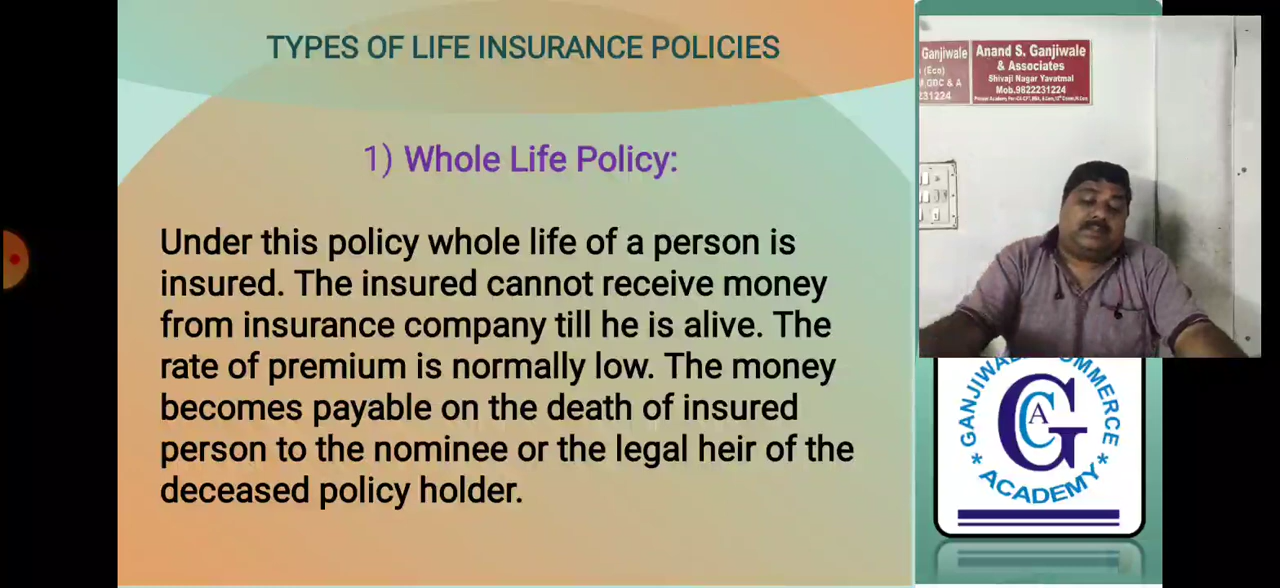 TYPES OF LIFE INSURANCE POLICIES
1) Whole Life Policy:
Under this policy whole life of a person is
insured. The insured cannot receive money
from insurance company till he is alive. The
rate of premium is normally low. The money
becomes payable on the death of insured
person to the nominee or the legal heir of the
deceased policy holder.
Ganjiwale
(Eco)
GDC & A
231224
Anand S. Ganjiwale
& Associates
Shivaji Nagar Yavatmal
Mob.9822231224
COMMERCE
CAG
* ACADEMY *